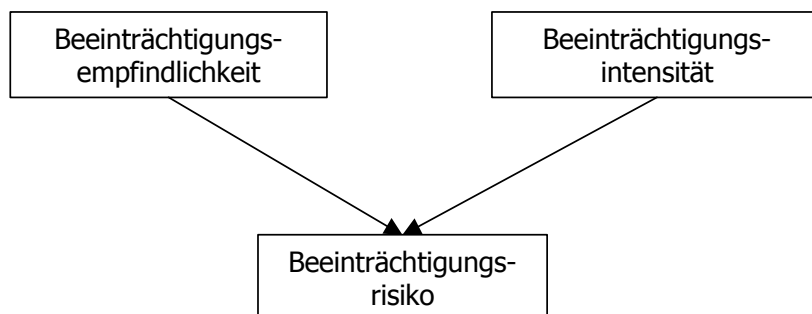 Beeinträchtigungs-
empfindlichkeit
Beeinträchtigungs-
intensität
Beeinträchtigungs-
risiko